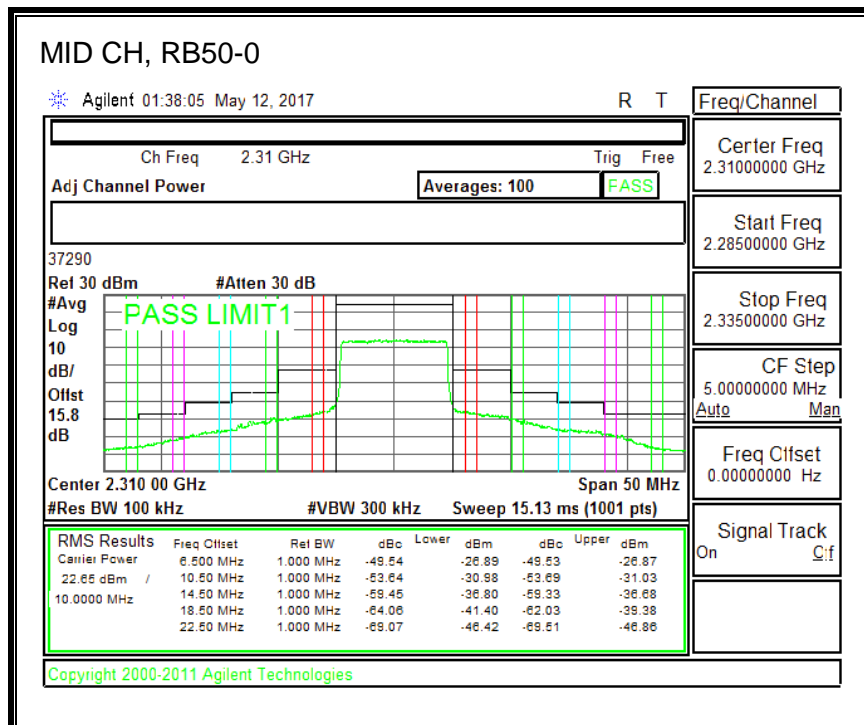 MID CH, RB50-0
Agilent 01:38:05 May 12, 2017 R T
Freq/Channel
Ch Freq 2.31 GHz Trig Free
Adj Channel Power Averages: 100 PASS
37290
Ref 30 dBm #Atten 30 dB
#Avg
Log
10
dB/
Offst
15.8
dB
PASS LIMIT1
Center 2.310 00 GHz Span 50 MHz
#Res BW 100 kHz #VBW 300 kHz Sweep 15.13 ms (1001 pts)
RMS Results Freq Offset Ref BW dBc Lower dBm dBc Upper dBm
Carrier Power 6.500 MHz 1.000 MHz -49.54 -26.89 -49.53 -26.87
22.65 dBm / 10.50 MHz 1.000 MHz -53.64 -30.98 -53.69 -31.03
10.0000 MHz 14.50 MHz 1.000 MHz -59.45 -36.80 -59.33 -36.68
18.50 MHz 1.000 MHz -64.06 -41.40 -62.03 -39.38
22.50 MHz 1.000 MHz -69.07 -46.42 -69.51 -46.86
Copyright 2000-2011 Agilent Technologies
Center Freq
2.31000000 GHz
Start Freq
2.28500000 GHz
Stop Freq
2.33500000 GHz
CF Step
5.00000000 MHz
Auto Man
Freq Offset
0.00000000 Hz
Signal Track
On Off